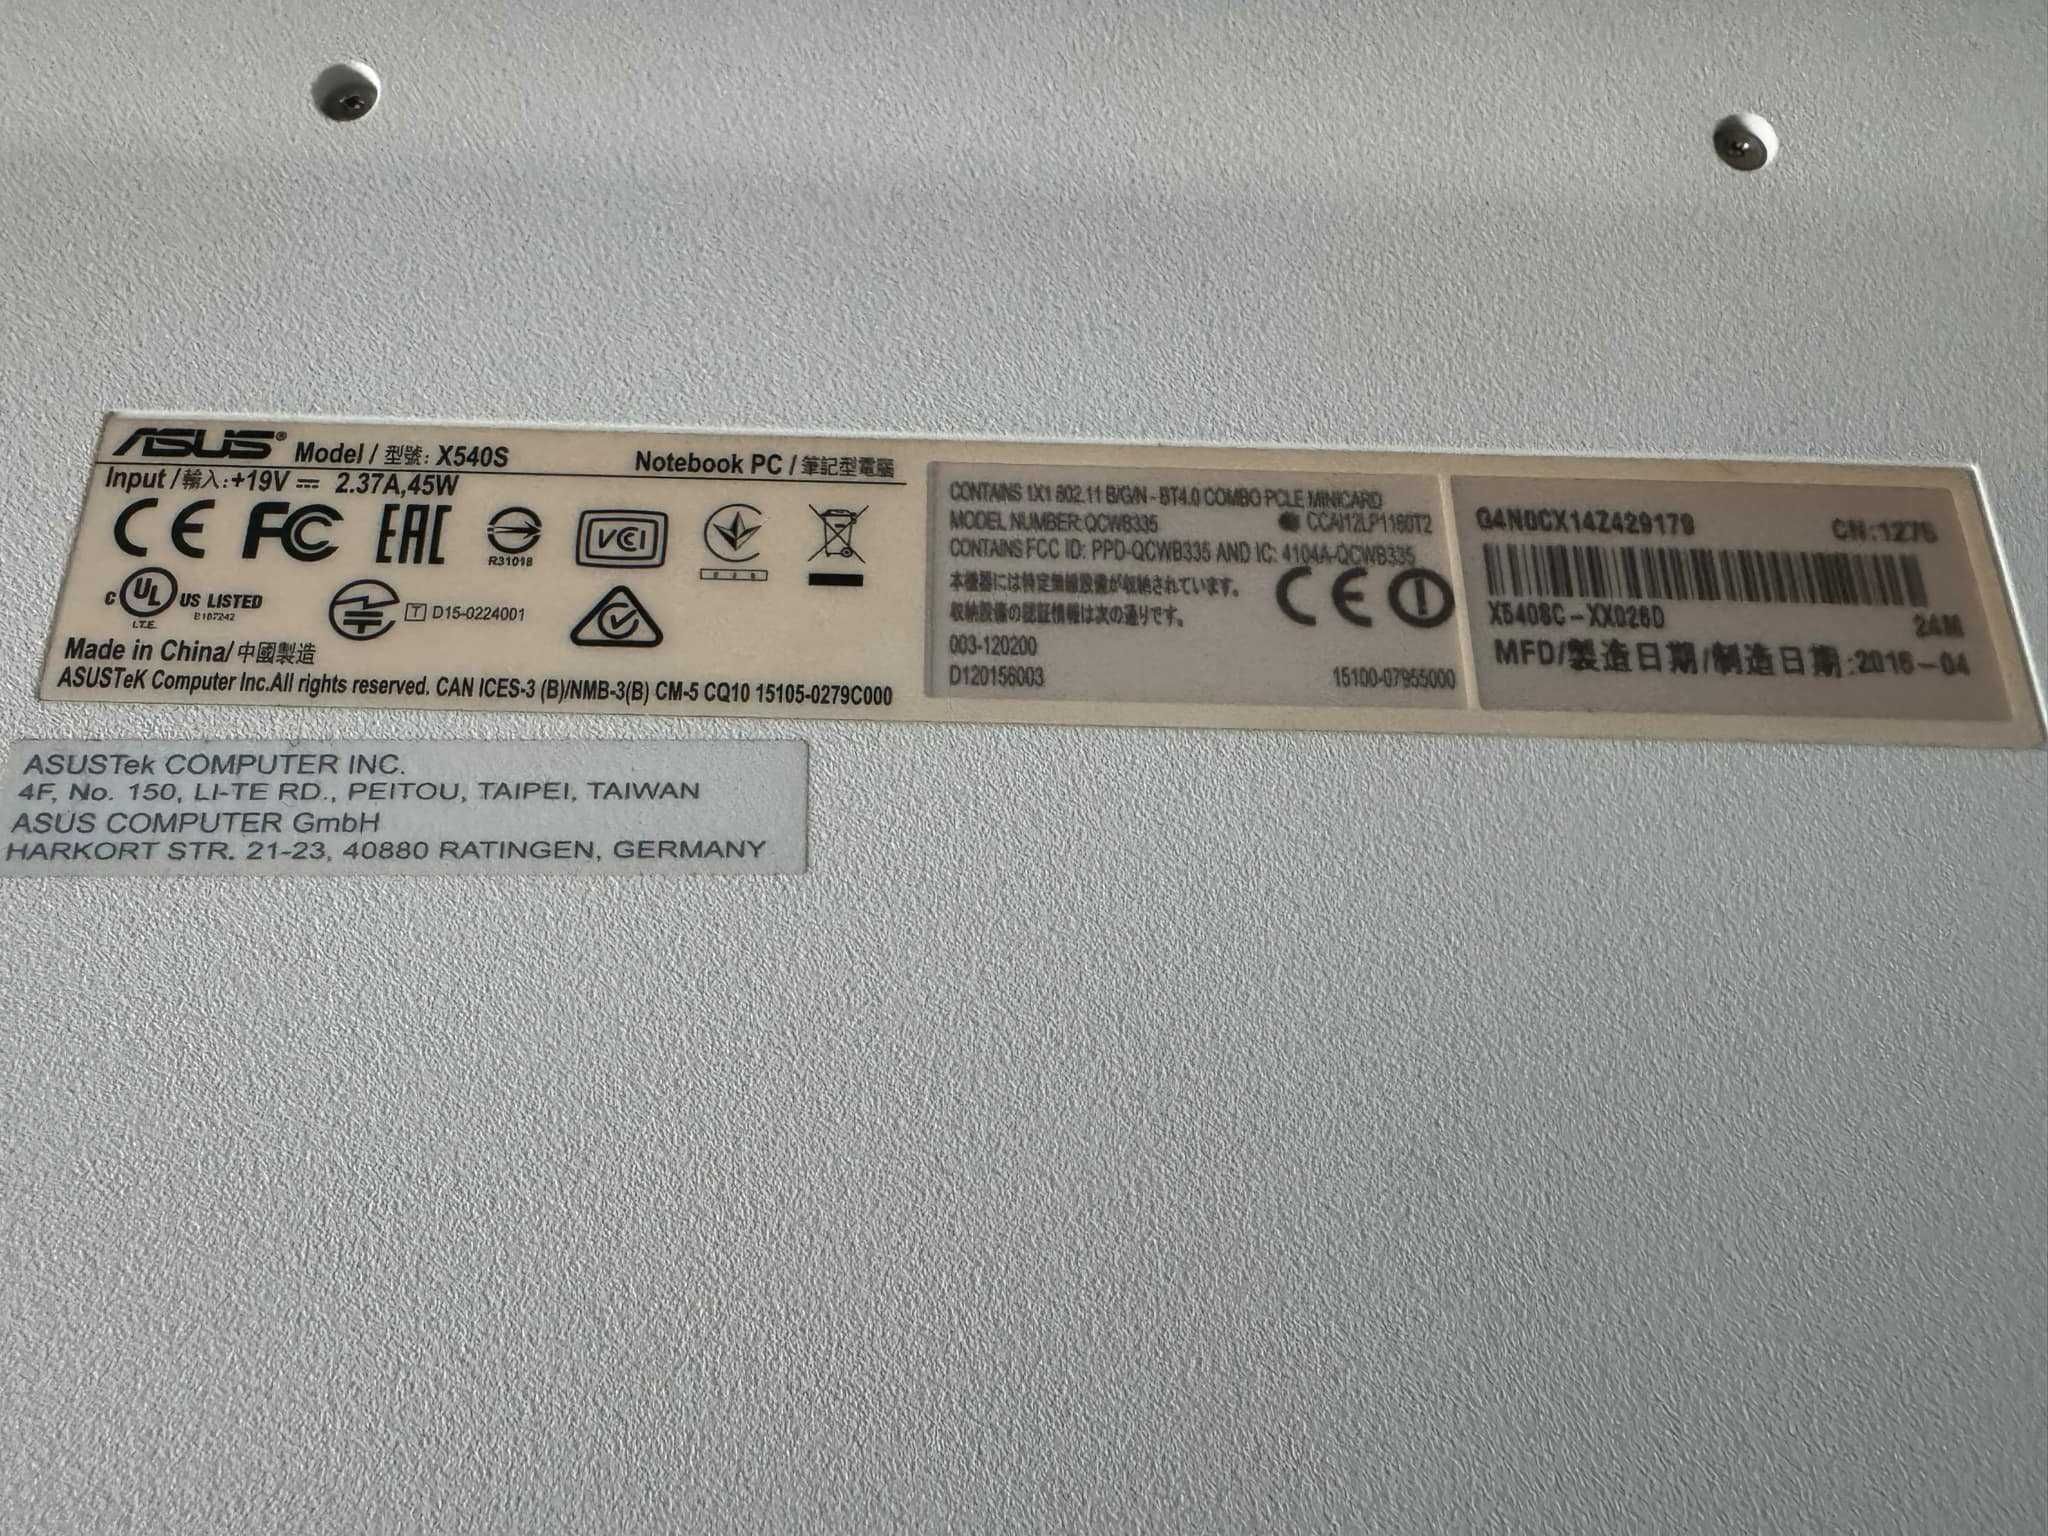 ASUS® Model / 型號: X540S
Notebook PC / 筆記型電腦
Input / 輸入: +19V ⎓ 2.37A,45W
CE FC EAC
R31018
VCI
C UL US LISTED
I.T.E.
E187242
T D15-0224001
Made in China/ 中國製造
ASUSTeK Computer Inc.All rights reserved. CAN ICES-3 (B)/NMB-3(B) CM-5 CQ10 15105-0279C000
CONTAINS 1X1 802.11 B/G/N - BT4.0 COMBO PCLE MINICARD
MODEL NUMBER: QCWB335
CCAI12LP1160T2
CONTAINS FCC ID: PPD-QCWB335 AND IC: 4104A-QCWB335
本機器には特定無線設備が収納されています。
収納設備の認証情報は次の通りです。
CE
003-120200
D120156003
15100-07955000
G4N0CX14Z429179
CN:1276
X540SC-XX026D
2AM
MFD/製造日期/制造日期:2016-04
ASUSTek COMPUTER INC.
4F, No. 150, LI-TE RD., PEITOU, TAIPEI, TAIWAN
ASUS COMPUTER GmbH
HARKORT STR. 21-23, 40880 RATINGEN, GERMANY